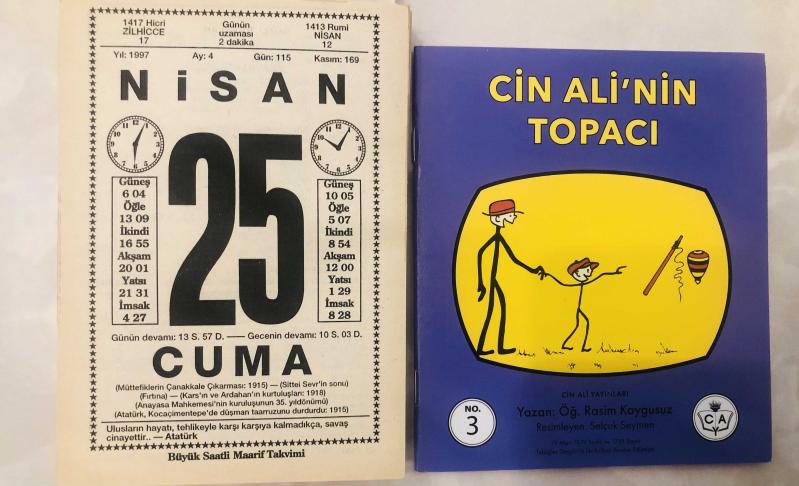 1417 Hicri
ZİLHİCCE
17
Günün
uzaması
2 dakika
1413 Rumi
NİSAN
12
Yıl: 1997 Ay: 4 Gün: 115 Kasım: 169
NİSAN
25
Güneş
6 04
Öğle
13 09
İkindi
16 55
Akşam
20 01
Yatsı
21 31
İmsak
4 27
Güneş
10 05
Öğle
5 07
İkindi
8 54
Akşam
12 00
Yatsı
1 29
İmsak
8 28
Günün devamı: 13 S. 57 D. — Gecenin devamı: 10 S. 03 D.
CUMA
(Müttefiklerin Çanakkale Çıkarması: 1915) — (Sittei Sevr'in sonu)
(Fırtına) — (Kars'ın ve Ardahan'ın kurtuluşları: 1918)
(Anayasa Mahkemesi'nin kuruluşunun 35. yıldönümü)
(Atatürk, Kocaçimentepe'de düşman taarruzunu durdurdu: 1915)
Ulusların hayatı, tehlikeyle karşı karşıya kalmadıkça, savaş
cinayettir.. — Atatürk
Büyük Saatli Maarif Takvimi
CİN ALİ'NİN
TOPACI
CİN ALİ YAYINLARI
NO.
3
Yazan: Öğ. Rasim Kaygusuz
Resimleyen: Selçuk Seymen
C A
Y